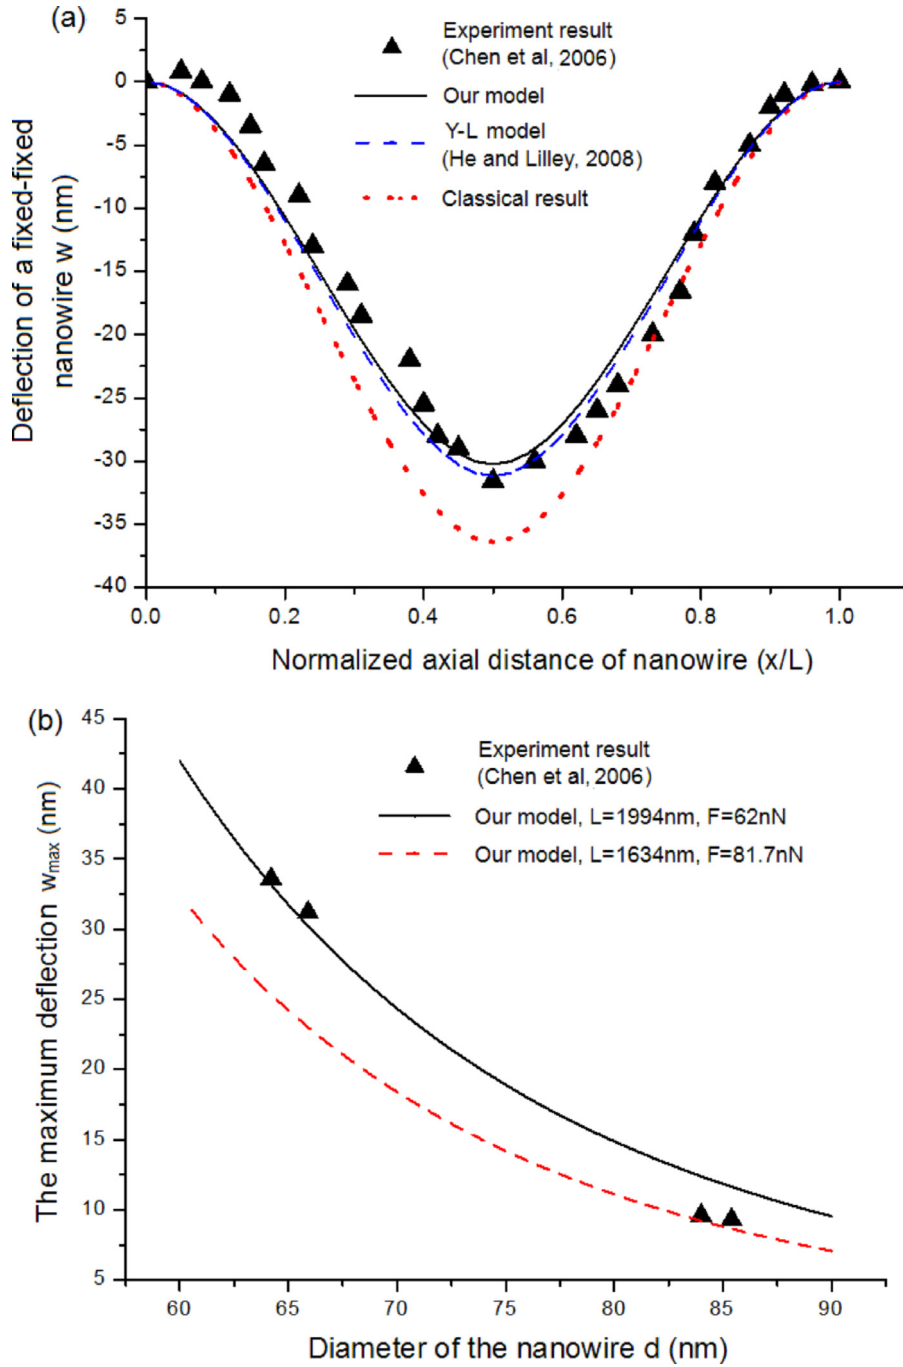 (a)
5
0
-5
-10
-15
-20
-25
-30
-35
-40
Deflection of a fixed-fixed
nanowire w (nm)
Experiment result
(Chen et al, 2006)
Our model
Y-L model
(He and Lilley, 2008)
Classical result
0.0 0.2 0.4 0.6 0.8 1.0
Normalized axial distance of nanowire (x/L)
(b)
45
40
35
30
25
20
15
10
5
The maximum deflection wmax (nm)
Experiment result
(Chen et al, 2006)
Our model, L=1994nm, F=62nN
Our model, L=1634nm, F=81.7nN
60 65 70 75 80 85 90
Diameter of the nanowire d (nm)